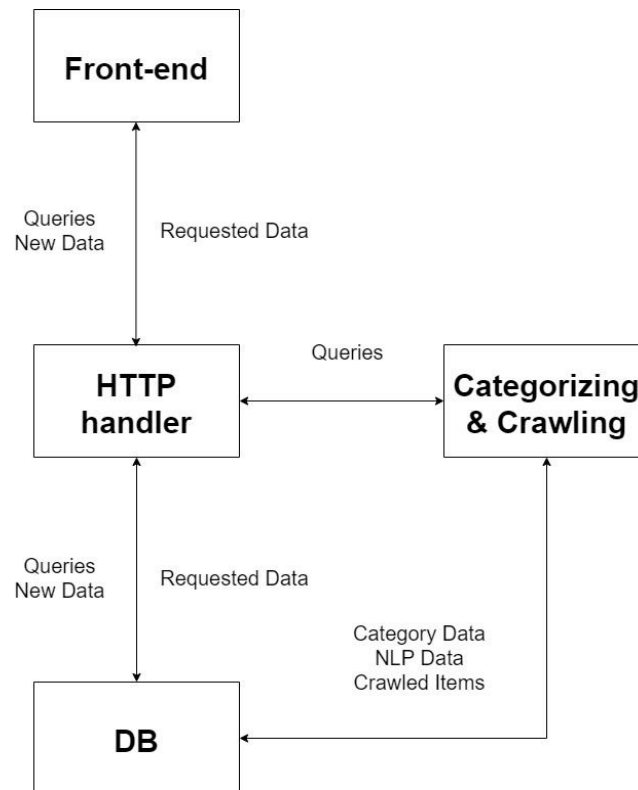 Front-end
Queries
New Data
Requested Data
HTTP
handler
Queries
Categorizing
& Crawling
Queries
New Data
Requested Data
Category Data
NLP Data
Crawled Items
DB